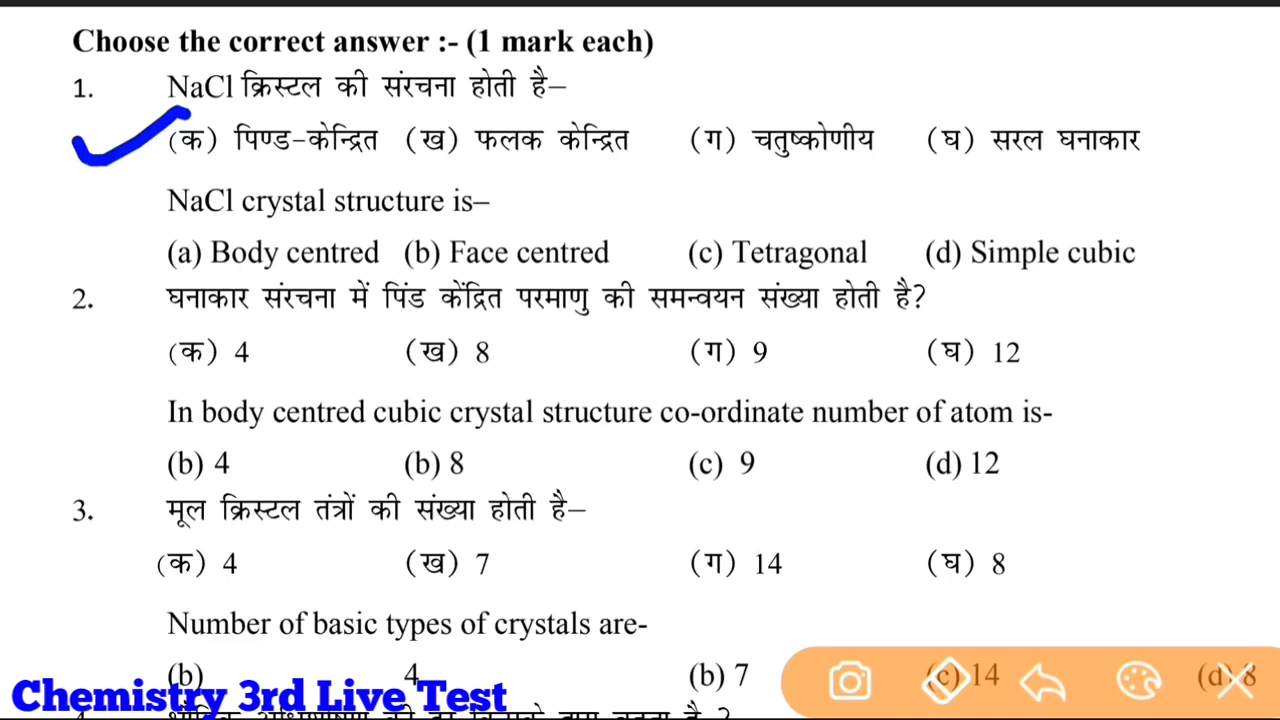 Choose the correct answer :- (1 mark each)
1. NaCl क्रिस्टल की संरचना होती है–
(क) पिण्ड-केन्द्रित (ख) फलक केन्द्रित (ग) चतुष्कोणीय (घ) सरल घनाकार
NaCl crystal structure is–
(a) Body centred (b) Face centred (c) Tetragonal (d) Simple cubic
2. घनाकार संरचना में पिंड केंद्रित परमाणु की समन्वयन संख्या होती है?
(क) 4 (ख) 8 (ग) 9 (घ) 12
In body centred cubic crystal structure co-ordinate number of atom is-
(b) 4 (b) 8 (c) 9 (d) 12
3. मूल क्रिस्टल तंत्रों की संख्या होती है–
(क) 4 (ख) 7 (ग) 14 (घ) 8
Number of basic types of crystals are-
(b) 4 (b) 7 (c) 14 (d) 8
Chemistry 3rd Live Test